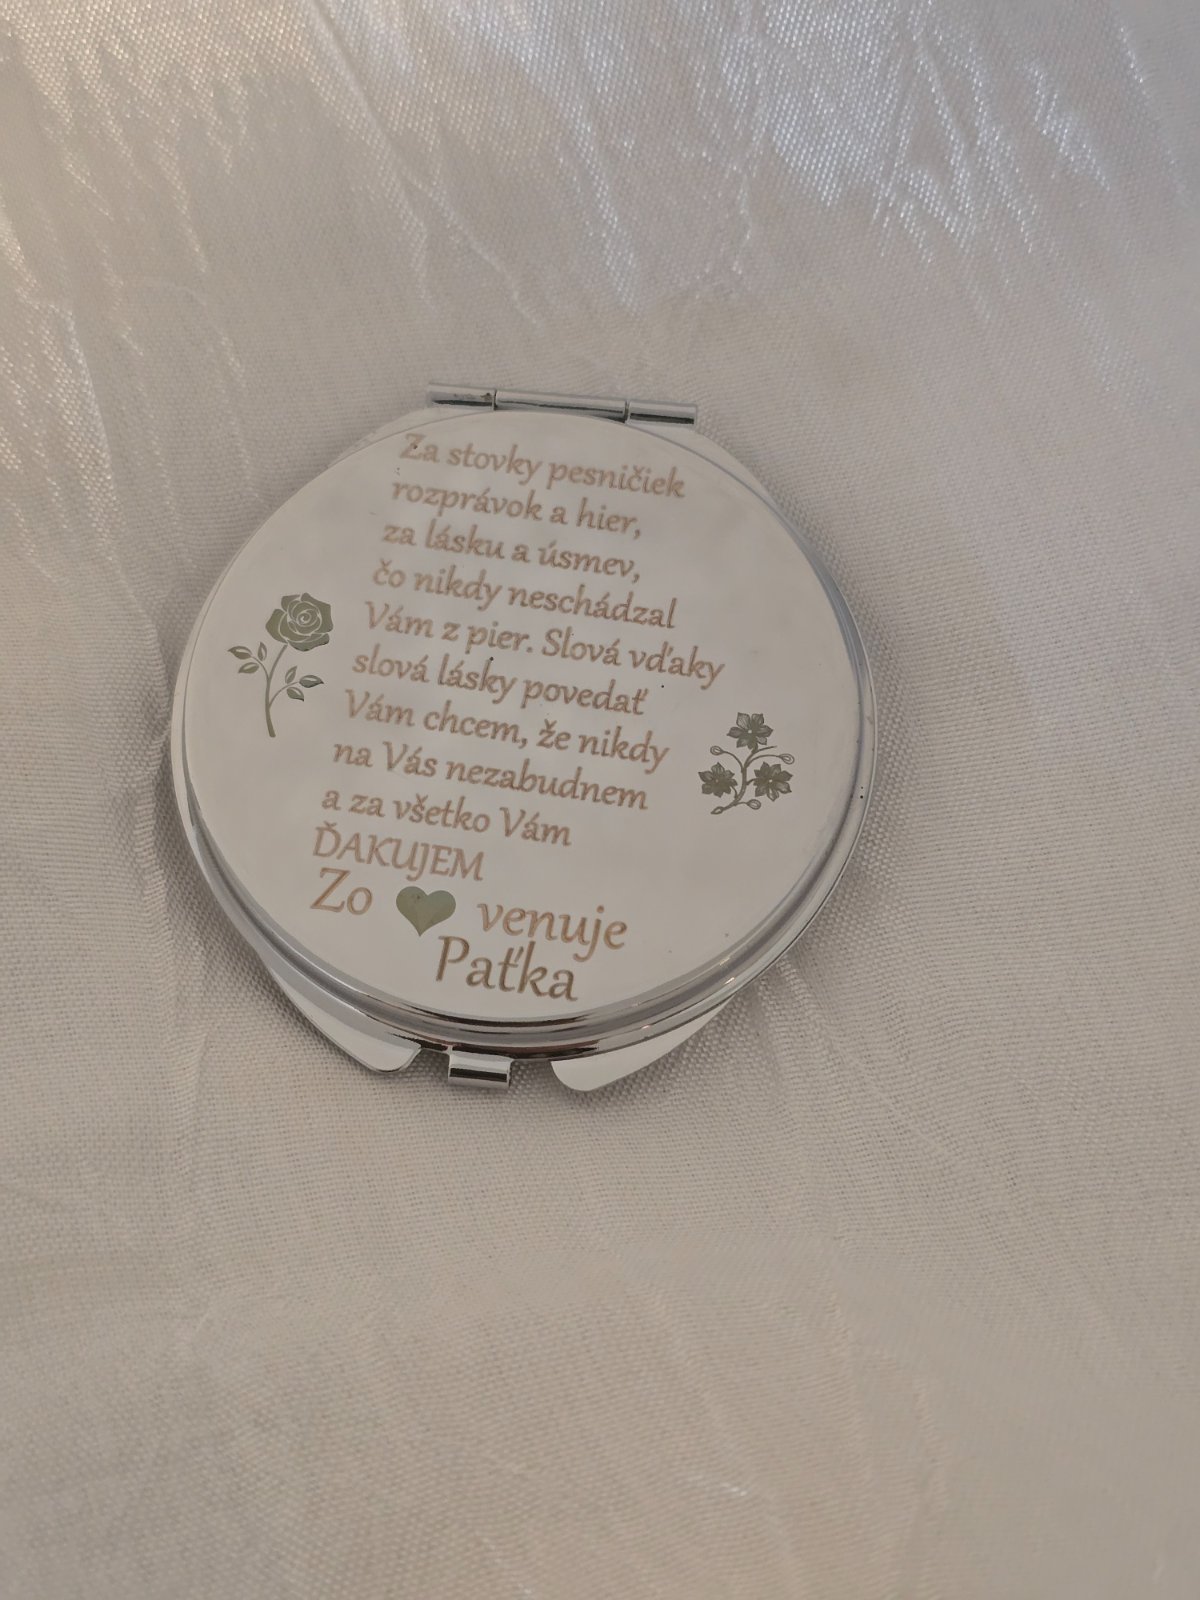 Za stovky pesničiek
rozprávok a hier,
za lásku a úsmev,
čo nikdy neschádzal
Vám z pier. Slová vďaky
slová lásky povedať
Vám chcem, že nikdy
na Vás nezabudnem
a za všetko Vám
ĎAKUJEM
Zo venuje
Paťka